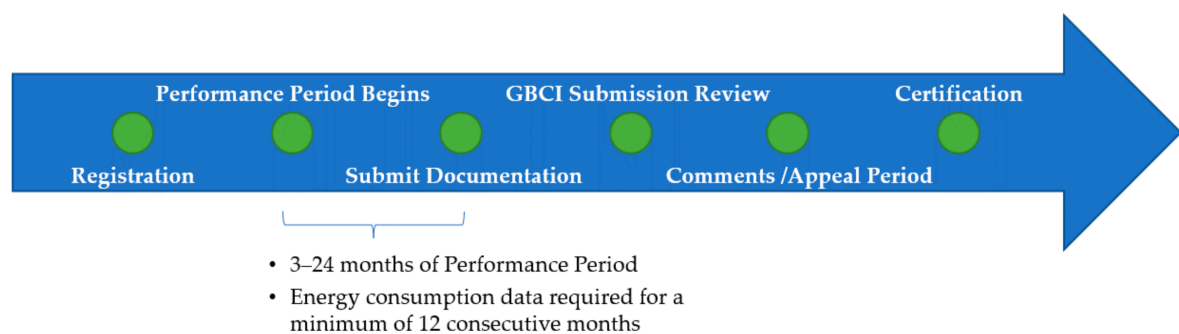 Performance Period Begins
GBCI Submission Review
Certification
Registration
Submit Documentation
Comments /Appeal Period
• 3–24 months of Performance Period
• Energy consumption data required for a
minimum of 12 consecutive months